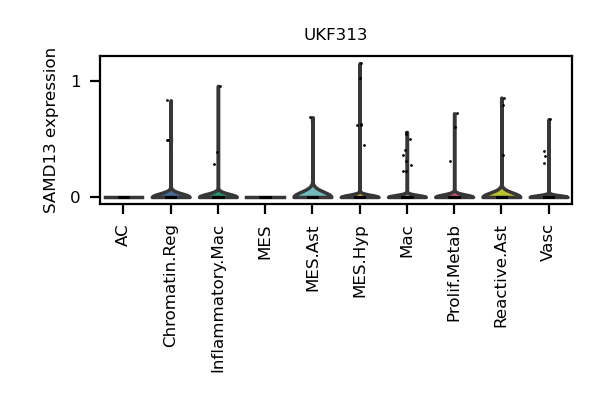 UKF313
SAMD13 expression
1
0
AC
Chromatin.Reg
Inflammatory.Mac
MES
MES.Ast
MES.Hyp
Mac
Prolif.Metab
Reactive.Ast
Vasc